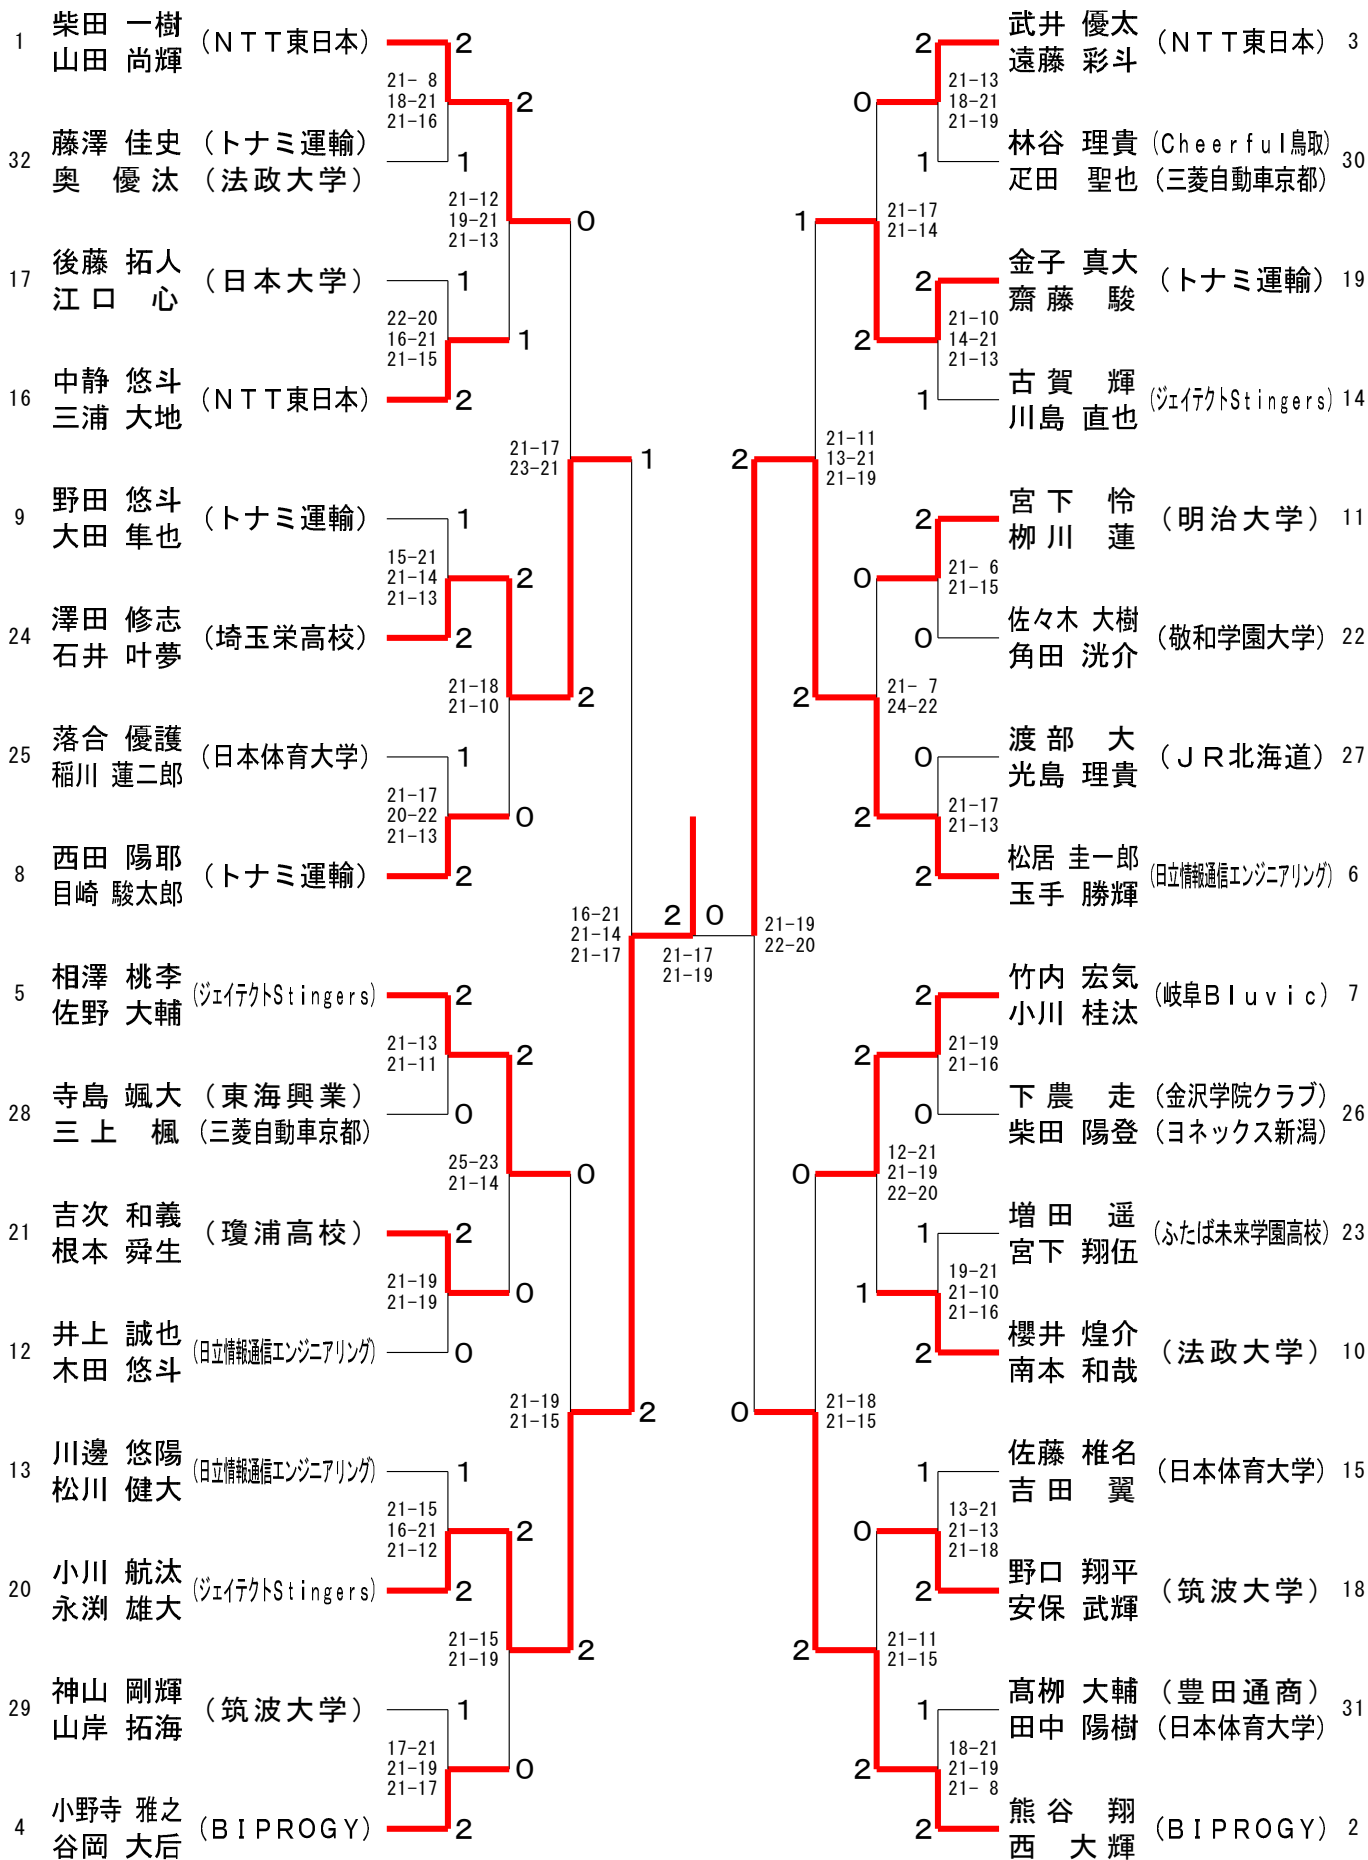 1 柴田 一樹 (NTT東日本) 2
山田 尚輝
21- 8
18-21
21-16
2
32 藤澤 佳史 (トナミ運輸) 1
奥 優汰 (法政大学)
21-12
19-21
21-13
0
17 後藤 拓人 (日本大学) 1
江口 心
22-20
16-21
21-15
1
16 中静 悠斗 (NTT東日本) 2
三浦 大地
21-17
23-21
1
9 野田 悠斗 (トナミ運輸) 1
大田 隼也
15-21
21-14
21-13
2
24 澤田 修志 (埼玉栄高校) 2
石井 叶夢
21-18
21-10
2
25 落合 優護 (日本体育大学) 1
稲川 蓮二郎
21-17
20-22
21-13
0
8 西田 陽耶 (トナミ運輸) 2
目崎 駿太郎
16-21
21-14
21-17
2 0
21-17
21-19
5 相澤 桃李 (ジェイテクトStingers) 2
佐野 大輔
21-13
21-11
2
28 寺島 颯大 (東海興業) 0
三上 楓 (三菱自動車京都)
25-23
21-14
0
21 吉次 和義 (瓊浦高校) 2
根本 舜生
21-19
21-19
0
12 井上 誠也 (日立情報通信エンジニアリング) 0
木田 悠斗
21-19
21-15
2
13 川邊 悠陽 (日立情報通信エンジニアリング) 1
松川 健大
21-15
16-21
21-12
2
20 小川 航汰 (ジェイテクトStingers) 2
永渕 雄大
21-15
21-19
2
29 神山 剛輝 (筑波大学) 1
山岸 拓海
17-21
21-19
21-17
0
4 小野寺 雅之 (BIPROGY) 2
谷岡 大后
2 武井 優太 (NTT東日本) 3
遠藤 彩斗
21-13
18-21
21-19
0
1 林谷 理貴 (Cheerful鳥取) 30
疋田 聖也 (三菱自動車京都)
21-17
21-14
1
2 金子 真大 (トナミ運輸) 19
齋藤 駿
21-10
14-21
21-13
2
1 古賀 輝 (ジェイテクトStingers) 14
川島 直也
21-11
13-21
21-19
2
2 宮下 怜 (明治大学) 11
栁川 蓮
21- 6
21-15
0
0 佐々木 大樹 (敬和学園大学) 22
角田 洸介
21- 7
24-22
2
0 渡部 大 (JR北海道) 27
光島 理貴
21-17
21-13
2
2 松居 圭一郎 (日立情報通信エンジニアリング) 6
玉手 勝輝
21-19
22-20
2 竹内 宏気 (岐阜Bluvic) 7
小川 桂汰
21-19
21-16
2
0 下農 走 (金沢学院クラブ) 26
柴田 陽登 (ヨネックス新潟)
12-21
21-19
22-20
0
1 増田 遥 (ふたば未来学園高校) 23
宮下 翔伍
19-21
21-10
21-16
1
2 櫻井 煌介 (法政大学) 10
南本 和哉
21-18
21-15
0
1 佐藤 椎名 (日本体育大学) 15
吉田 翼
13-21
21-13
21-18
0
2 野口 翔平 (筑波大学) 18
安保 武輝
21-11
21-15
2
1 髙栁 大輔 (豊田通商) 31
田中 陽樹 (日本体育大学)
18-21
21-19
21- 8
2
2 熊谷 翔 (BIPROGY) 2
西 大輝